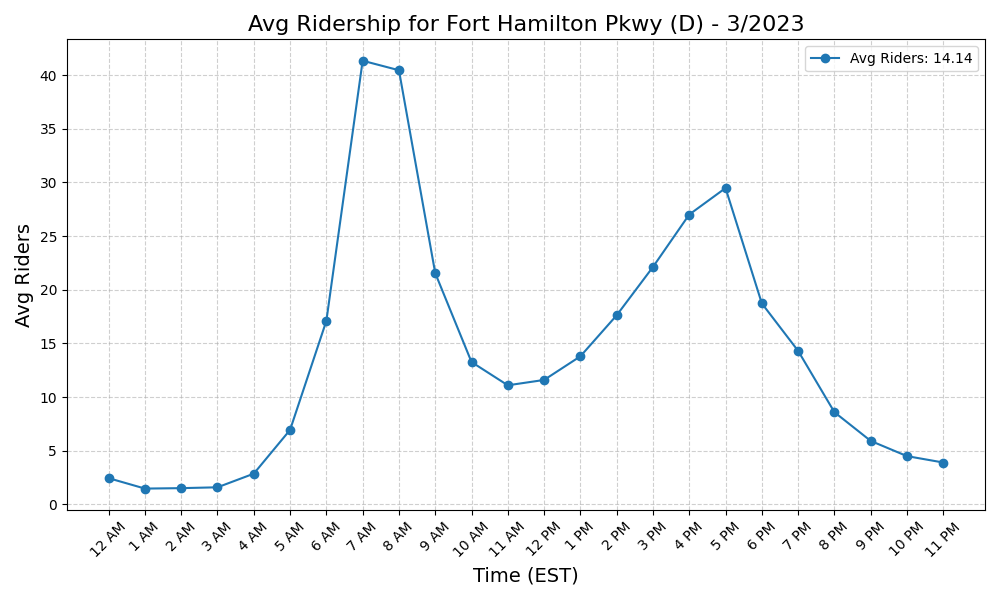 Avg Ridership for Fort Hamilton Pkwy (D) - 3/2023
Avg Riders: 14.14
Avg Riders
40
35
30
25
20
15
10
5
0
12 AM
1 AM
2 AM
3 AM
4 AM
5 AM
6 AM
7 AM
8 AM
9 AM
10 AM
11 AM
12 PM
1 PM
2 PM
3 PM
4 PM
5 PM
6 PM
7 PM
8 PM
9 PM
10 PM
11 PM
Time (EST)